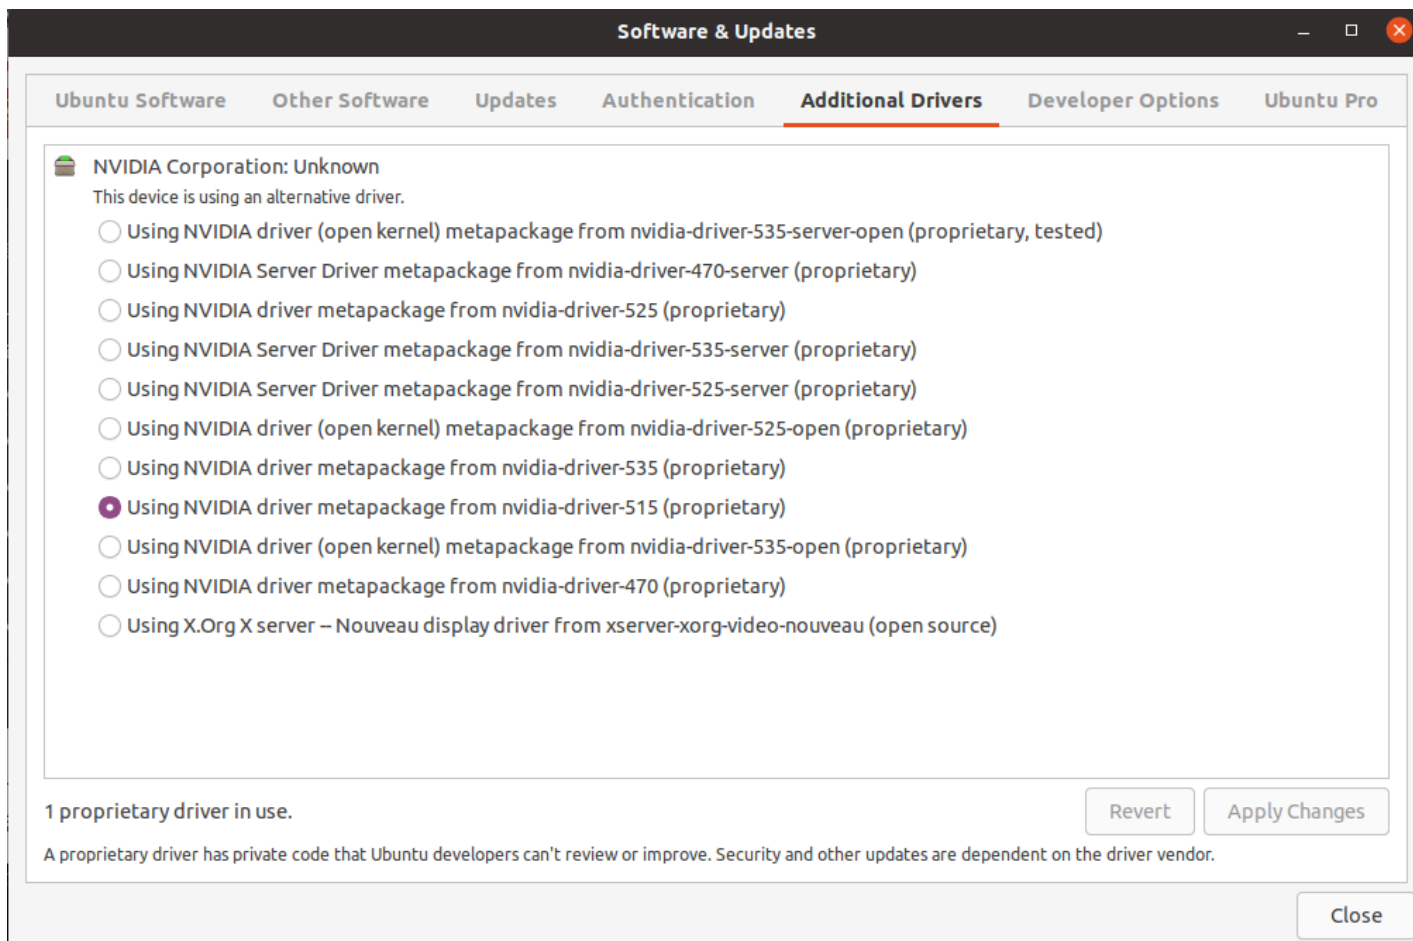 Software & Updates
Ubuntu Software Other Software Updates Authentication Additional Drivers Developer Options Ubuntu Pro
NVIDIA Corporation: Unknown
This device is using an alternative driver.
Using NVIDIA driver (open kernel) metapackage from nvidia-driver-535-server-open (proprietary, tested)
Using NVIDIA Server Driver metapackage from nvidia-driver-470-server (proprietary)
Using NVIDIA driver metapackage from nvidia-driver-525 (proprietary)
Using NVIDIA Server Driver metapackage from nvidia-driver-535-server (proprietary)
Using NVIDIA Server Driver metapackage from nvidia-driver-525-server (proprietary)
Using NVIDIA driver (open kernel) metapackage from nvidia-driver-525-open (proprietary)
Using NVIDIA driver metapackage from nvidia-driver-535 (proprietary)
Using NVIDIA driver metapackage from nvidia-driver-515 (proprietary)
Using NVIDIA driver (open kernel) metapackage from nvidia-driver-535-open (proprietary)
Using NVIDIA driver metapackage from nvidia-driver-470 (proprietary)
Using X.Org X server -- Nouveau display driver from xserver-xorg-video-nouveau (open source)
1 proprietary driver in use.
Revert Apply Changes
A proprietary driver has private code that Ubuntu developers can't review or improve. Security and other updates are dependent on the driver vendor.
Close